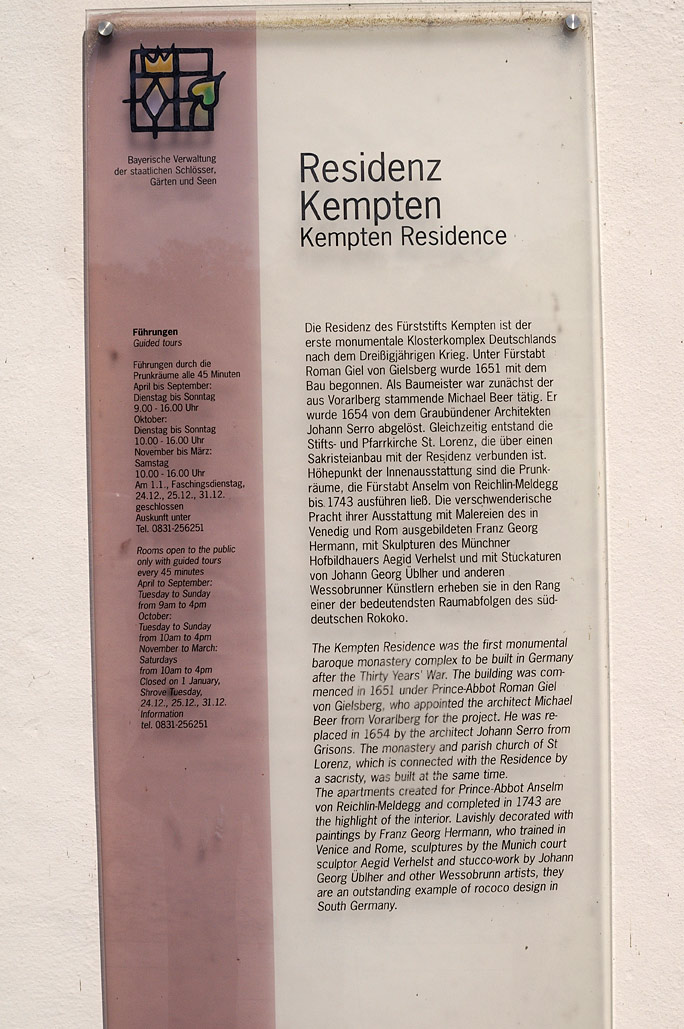 Bayerische Verwaltung
der staatlichen Schlösser,
Gärten und Seen
Residenz
Kempten
Kempten Residence
Führungen
Guided tours
Führungen durch die
Prunkräume alle 45 Minuten
April bis September:
Dienstag bis Sonntag
9.00 - 16.00 Uhr
Oktober:
Dienstag bis Sonntag
10.00 - 16.00 Uhr
November bis März:
Samstag
10.00 - 16.00 Uhr
Am 1.1., Faschingsdienstag,
24.12., 25.12., 31.12.
geschlossen
Auskunft unter
Tel. 0831-256251
Rooms open to the public
only with guided tours
every 45 minutes
April to September:
Tuesday to Sunday
from 9am to 4pm
October:
Tuesday to Sunday
from 10am to 4pm
November to March:
Saturdays
from 10am to 4pm
Closed on 1 January,
Shrove Tuesday,
24.12., 25.12., 31.12.
Information
tel. 0831-256251
Die Residenz des Fürststifts Kempten ist der
erste monumentale Klosterkomplex Deutschlands
nach dem Dreißigjährigen Krieg. Unter Fürstabt
Roman Giel von Gielsberg wurde 1651 mit dem
Bau begonnen. Als Baumeister war zunächst der
aus Vorarlberg stammende Michael Beer tätig. Er
wurde 1654 von dem Graubündener Architekten
Johann Serro abgelöst. Gleichzeitig entstand die
Stifts- und Pfarrkirche St. Lorenz, die über einen
Sakristeianbau mit der Residenz verbunden ist.
Höhepunkt der Innenausstattung sind die Prunk-
räume, die Fürstabt Anselm von Reichlin-Meldegg
bis 1743 ausführen ließ. Die verschwenderische
Pracht ihrer Ausstattung mit Malereien des in
Venedig und Rom ausgebildeten Franz Georg
Hermann, mit Skulpturen des Münchner
Hofbildhauers Aegid Verhelst und mit Stuckaturen
von Johann Georg Üblher und anderen
Wessobrunner Künstlern erheben sie in den Rang
einer der bedeutendsten Raumabfolgen des süd-
deutschen Rokoko.
The Kempten Residence was the first monumental
baroque monastery complex to be built in Germany
after the Thirty Years' War. The building was com-
menced in 1651 under Prince-Abbot Roman Giel
von Gielsberg, who appointed the architect Michael
Beer from Vorarlberg for the project. He was re-
placed in 1654 by the architect Johann Serro from
Grisons. The monastery and parish church of St
Lorenz, which is connected with the Residence by
a sacristy, was built at the same time.
The apartments created for Prince-Abbot Anselm
von Reichlin-Meldegg and completed in 1743 are
the highlight of the interior. Lavishly decorated with
paintings by Franz Georg Hermann, who trained in
Venice and Rome, sculptures by the Munich court
sculptor Aegid Verhelst and stucco-work by Johann
Georg Üblher and other Wessobrunn artists, they
are an outstanding example of rococo design in
South Germany.